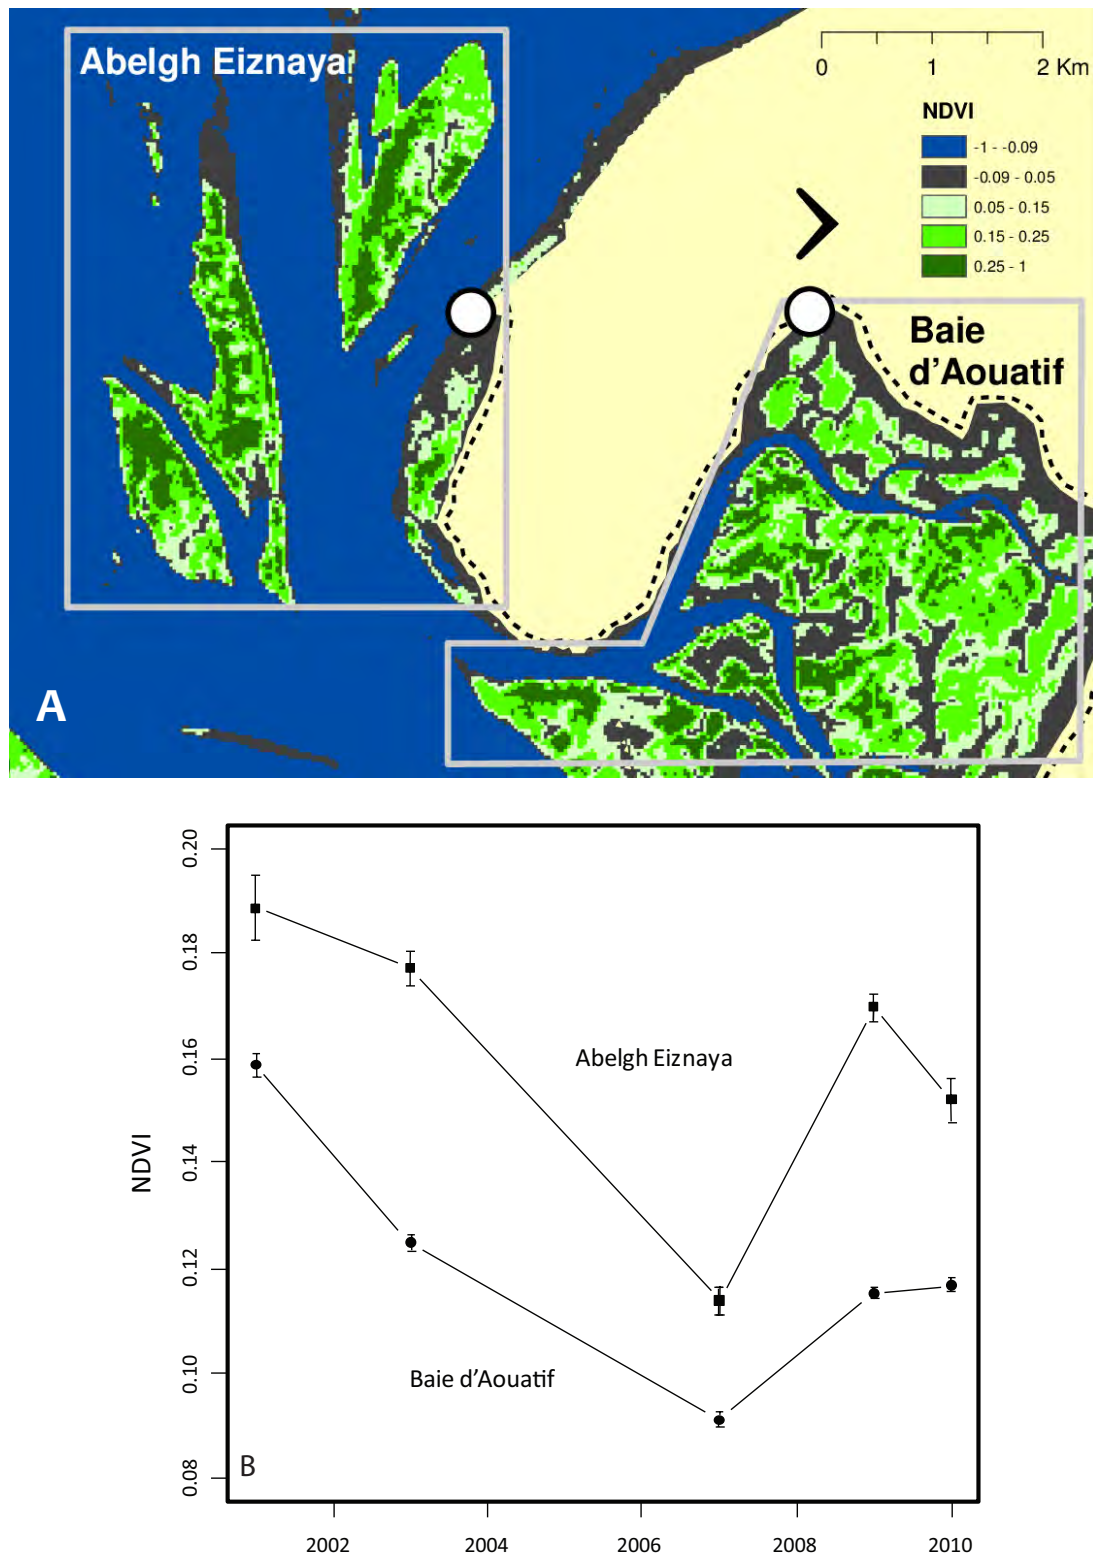 Abelgh Eiznaya
0 1 2 Km
NDVI
-1 - -0.09
-0.09 - 0.05
0.05 - 0.15
0.15 - 0.25
0.25 - 1
Baie
d'Aouatif
A
0.20
0.18
0.16
0.14
0.12
0.10
0.08
NDVI
Abelgh Eiznaya
Baie d’Aouatif
B
2002 2004 2006 2008 2010